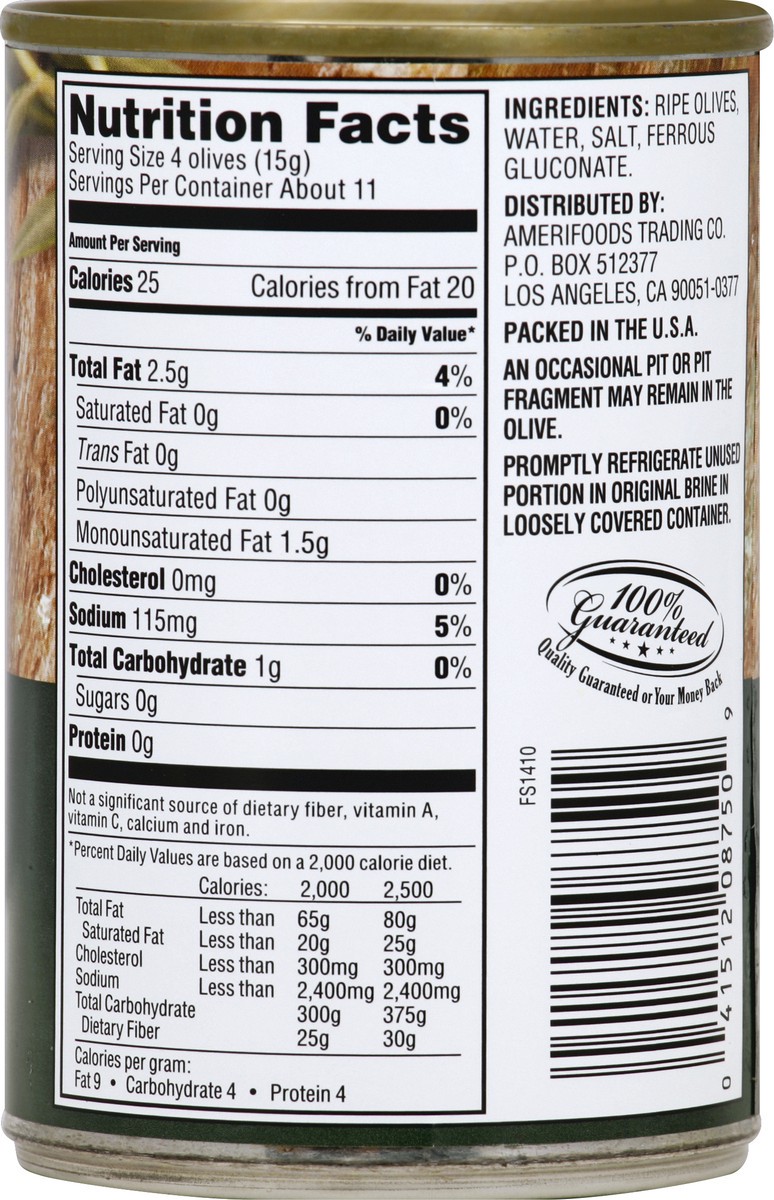 Nutrition Facts
Serving Size 4 olives (15g)
Servings Per Container About 11
Amount Per Serving
Calories 25 Calories from Fat 20
% Daily Value*
Total Fat 2.5g 4%
Saturated Fat 0g 0%
Trans Fat 0g
Polyunsaturated Fat 0g
Monounsaturated Fat 1.5g
Cholesterol 0mg 0%
Sodium 115mg 5%
Total Carbohydrate 1g 0%
Sugars 0g
Protein 0g
Not a significant source of dietary fiber, vitamin A,
vitamin C, calcium and iron.
*Percent Daily Values are based on a 2,000 calorie diet.
Calories: 2,000 2,500
Total Fat Less than 65g 80g
Saturated Fat Less than 20g 25g
Cholesterol Less than 300mg 300mg
Sodium Less than 2,400mg 2,400mg
Total Carbohydrate 300g 375g
Dietary Fiber 25g 30g
Calories per gram:
Fat 9 • Carbohydrate 4 • Protein 4
INGREDIENTS: RIPE OLIVES,
WATER, SALT, FERROUS
GLUCONATE.
DISTRIBUTED BY:
AMERIFOODS TRADING CO.
P.O. BOX 512377
LOS ANGELES, CA 90051-0377
PACKED IN THE U.S.A.
AN OCCASIONAL PIT OR PIT
FRAGMENT MAY REMAIN IN THE
OLIVE.
PROMPTLY REFRIGERATE UNUSED
PORTION IN ORIGINAL BRINE IN
LOOSELY COVERED CONTAINER.
100%
Guaranteed
Quality Guaranteed or Your Money Back
FS1410
0 41512 08750 9